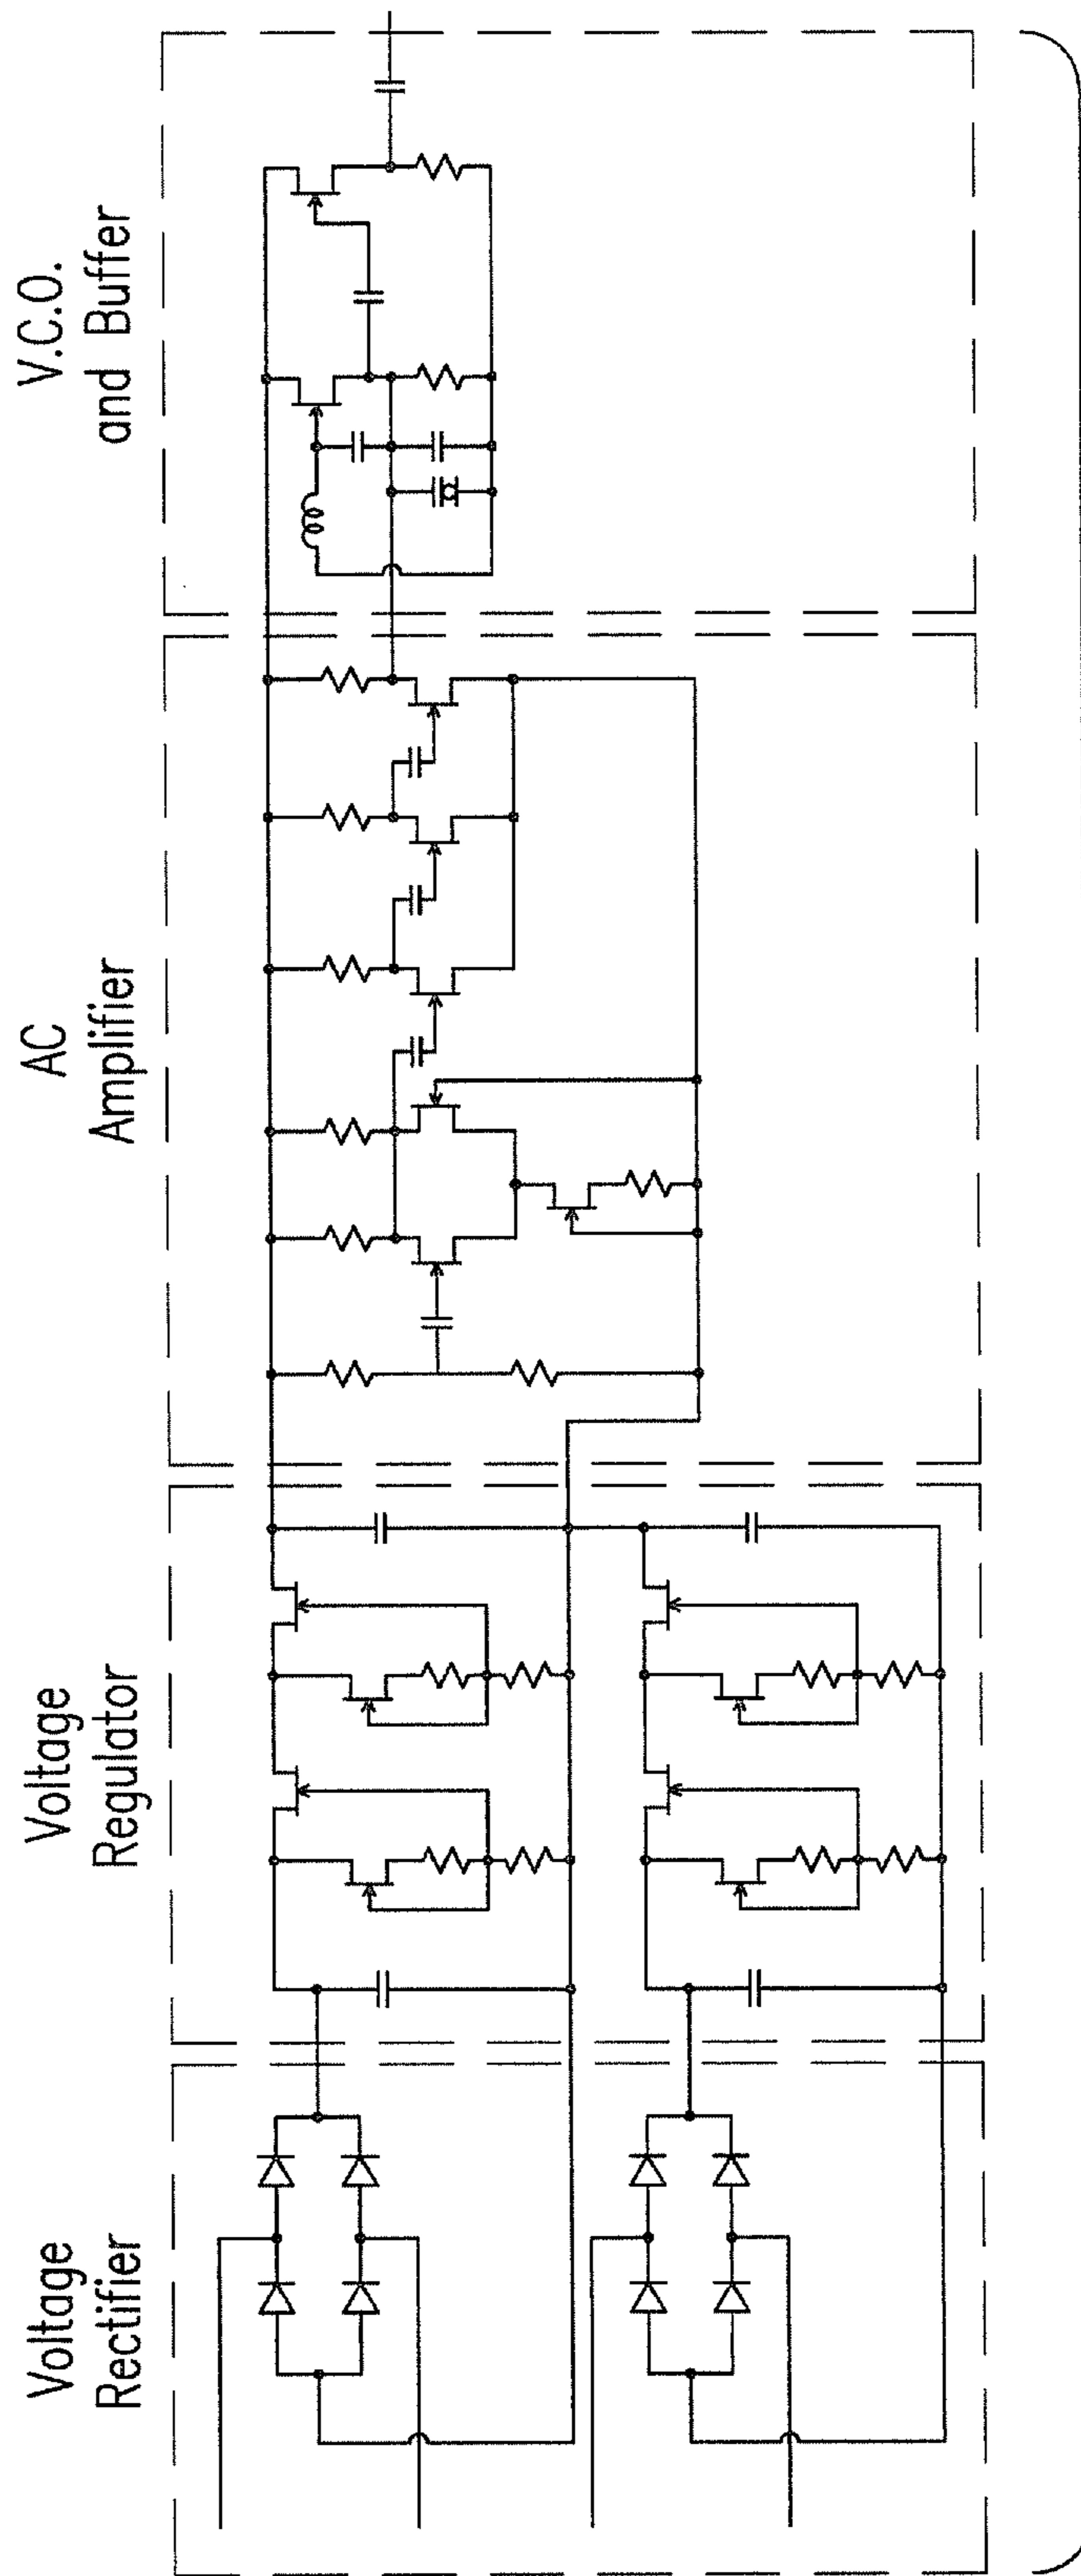 Voltage
Rectifier
Voltage
Regulator
AC
Amplifier
V.C.O.
and Buffer